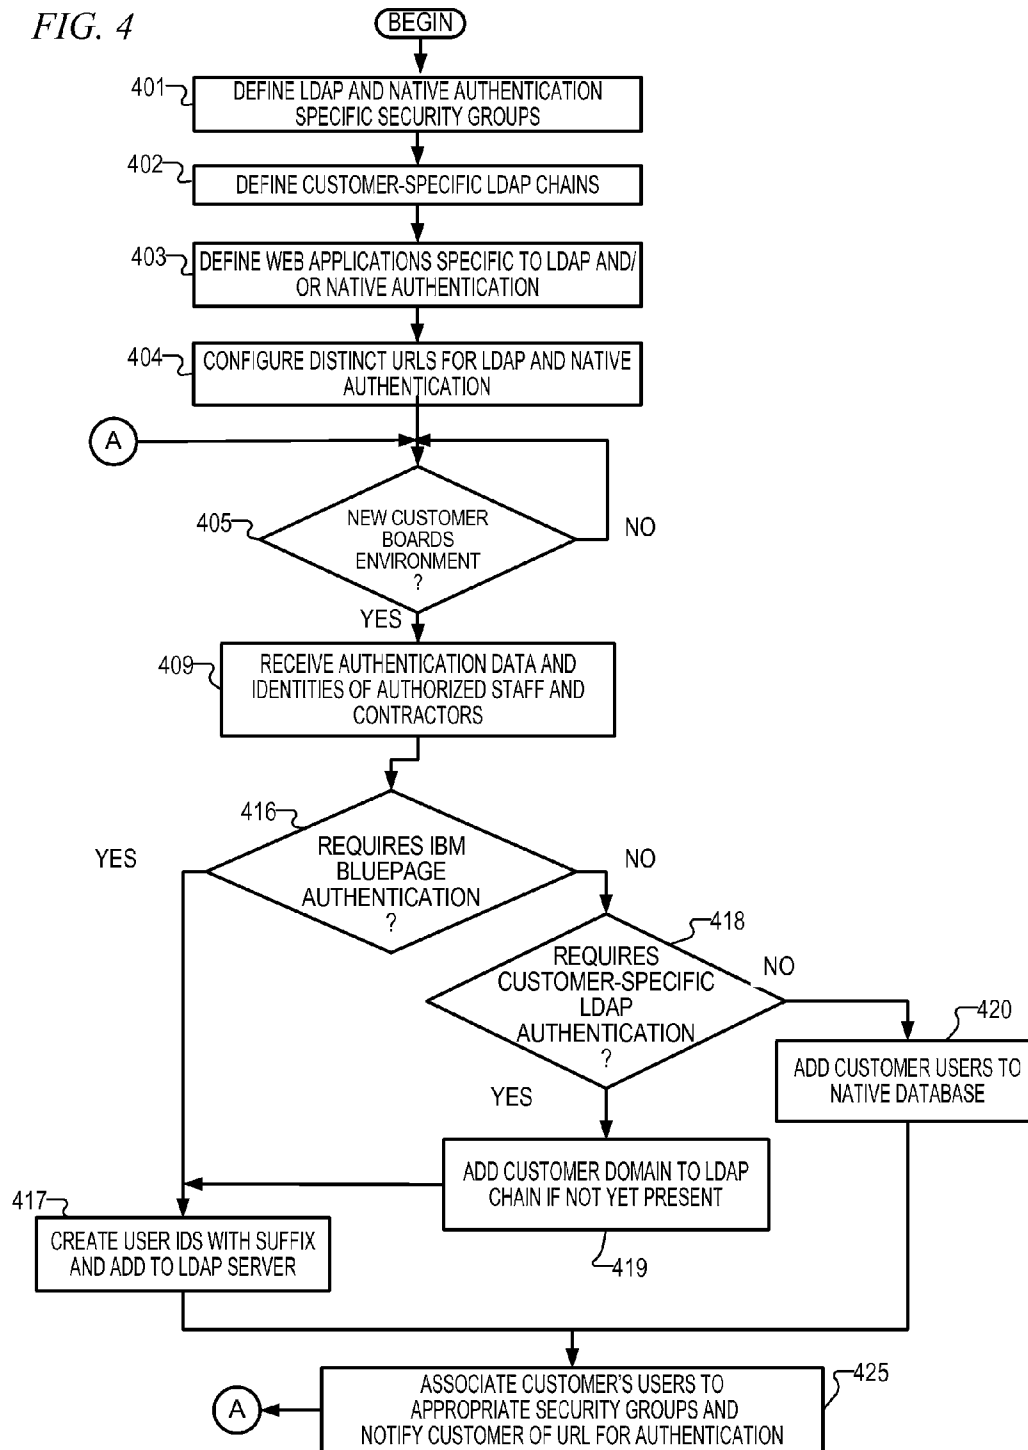 FIG. 4
BEGIN
401
DEFINE LDAP AND NATIVE AUTHENTICATION
SPECIFIC SECURITY GROUPS
402
DEFINE CUSTOMER-SPECIFIC LDAP CHAINS
403
DEFINE WEB APPLICATIONS SPECIFIC TO LDAP AND/
OR NATIVE AUTHENTICATION
404
CONFIGURE DISTINCT URLS FOR LDAP AND NATIVE
AUTHENTICATION
A
405
NEW CUSTOMER
BOARDS
ENVIRONMENT
?
NO
YES
409
RECEIVE AUTHENTICATION DATA AND
IDENTITIES OF AUTHORIZED STAFF AND
CONTRACTORS
416
REQUIRES IBM
BLUEPAGE
AUTHENTICATION
?
YES
NO
418
REQUIRES
CUSTOMER-SPECIFIC
LDAP
AUTHENTICATION
?
NO
YES
420
ADD CUSTOMER USERS TO
NATIVE DATABASE
ADD CUSTOMER DOMAIN TO LDAP
CHAIN IF NOT YET PRESENT
419
417
CREATE USER IDS WITH SUFFIX
AND ADD TO LDAP SERVER
425
ASSOCIATE CUSTOMER'S USERS TO
APPROPRIATE SECURITY GROUPS AND
NOTIFY CUSTOMER OF URL FOR AUTHENTICATION
A